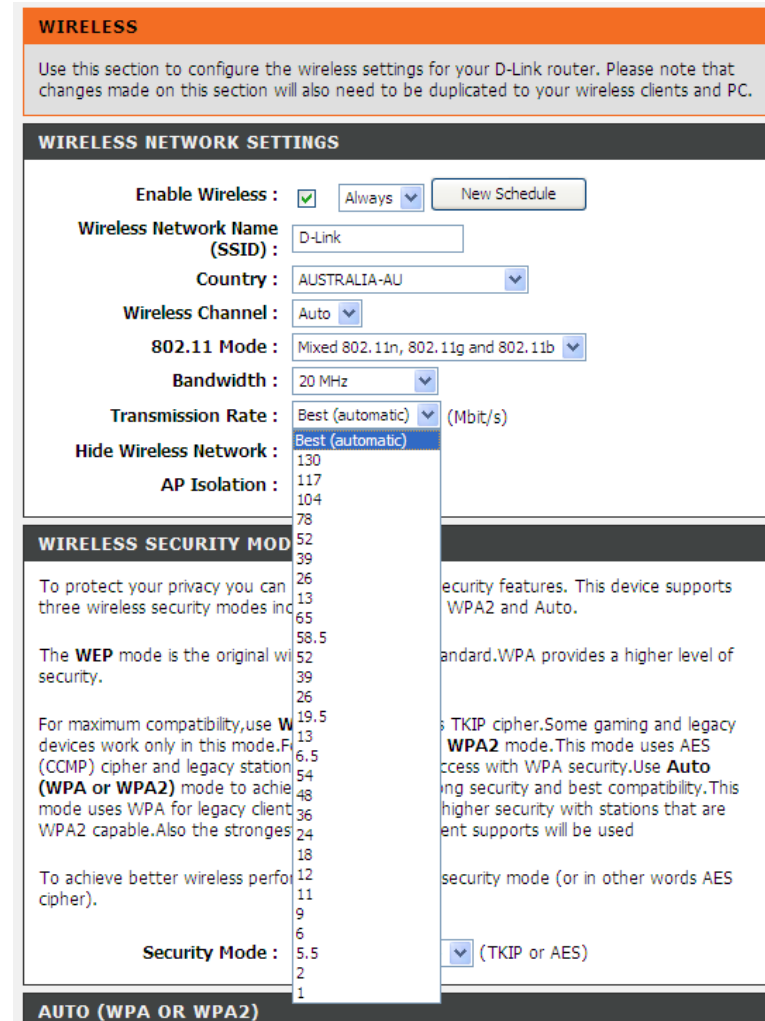 WIRELESS
Use this section to configure the wireless settings for your D-Link router. Please note that
changes made on this section will also need to be duplicated to your wireless clients and PC.
WIRELESS NETWORK SETTINGS
Enable Wireless : Always New Schedule
Wireless Network Name
(SSID) : D-Link
Country : AUSTRALIA-AU
Wireless Channel : Auto
802.11 Mode : Mixed 802.11n, 802.11g and 802.11b
Bandwidth : 20 MHz
Transmission Rate : Best (automatic) (Mbit/s)
Hide Wireless Network :
AP Isolation :
Best (automatic)
130
117
104
78
52
39
26
13
65
58.5
52
39
26
19.5
13
6.5
54
48
36
24
18
12
11
9
6
5.5
2
1
WIRELESS SECURITY MOD
To protect your privacy you can ecurity features. This device supports
three wireless security modes inc WPA2 and Auto.
The WEP mode is the original wi andard.WPA provides a higher level of
security.
For maximum compatibility,use W s TKIP cipher.Some gaming and legacy
devices work only in this mode.F WPA2 mode.This mode uses AES
(CCMP) cipher and legacy station ccess with WPA security.Use Auto
(WPA or WPA2) mode to achie ong security and best compatibility.This
mode uses WPA for legacy client higher security with stations that are
WPA2 capable.Also the stronges ent supports will be used
To achieve better wireless perfo security mode (or in other words AES
cipher).
Security Mode : (TKIP or AES)
AUTO (WPA OR WPA2)